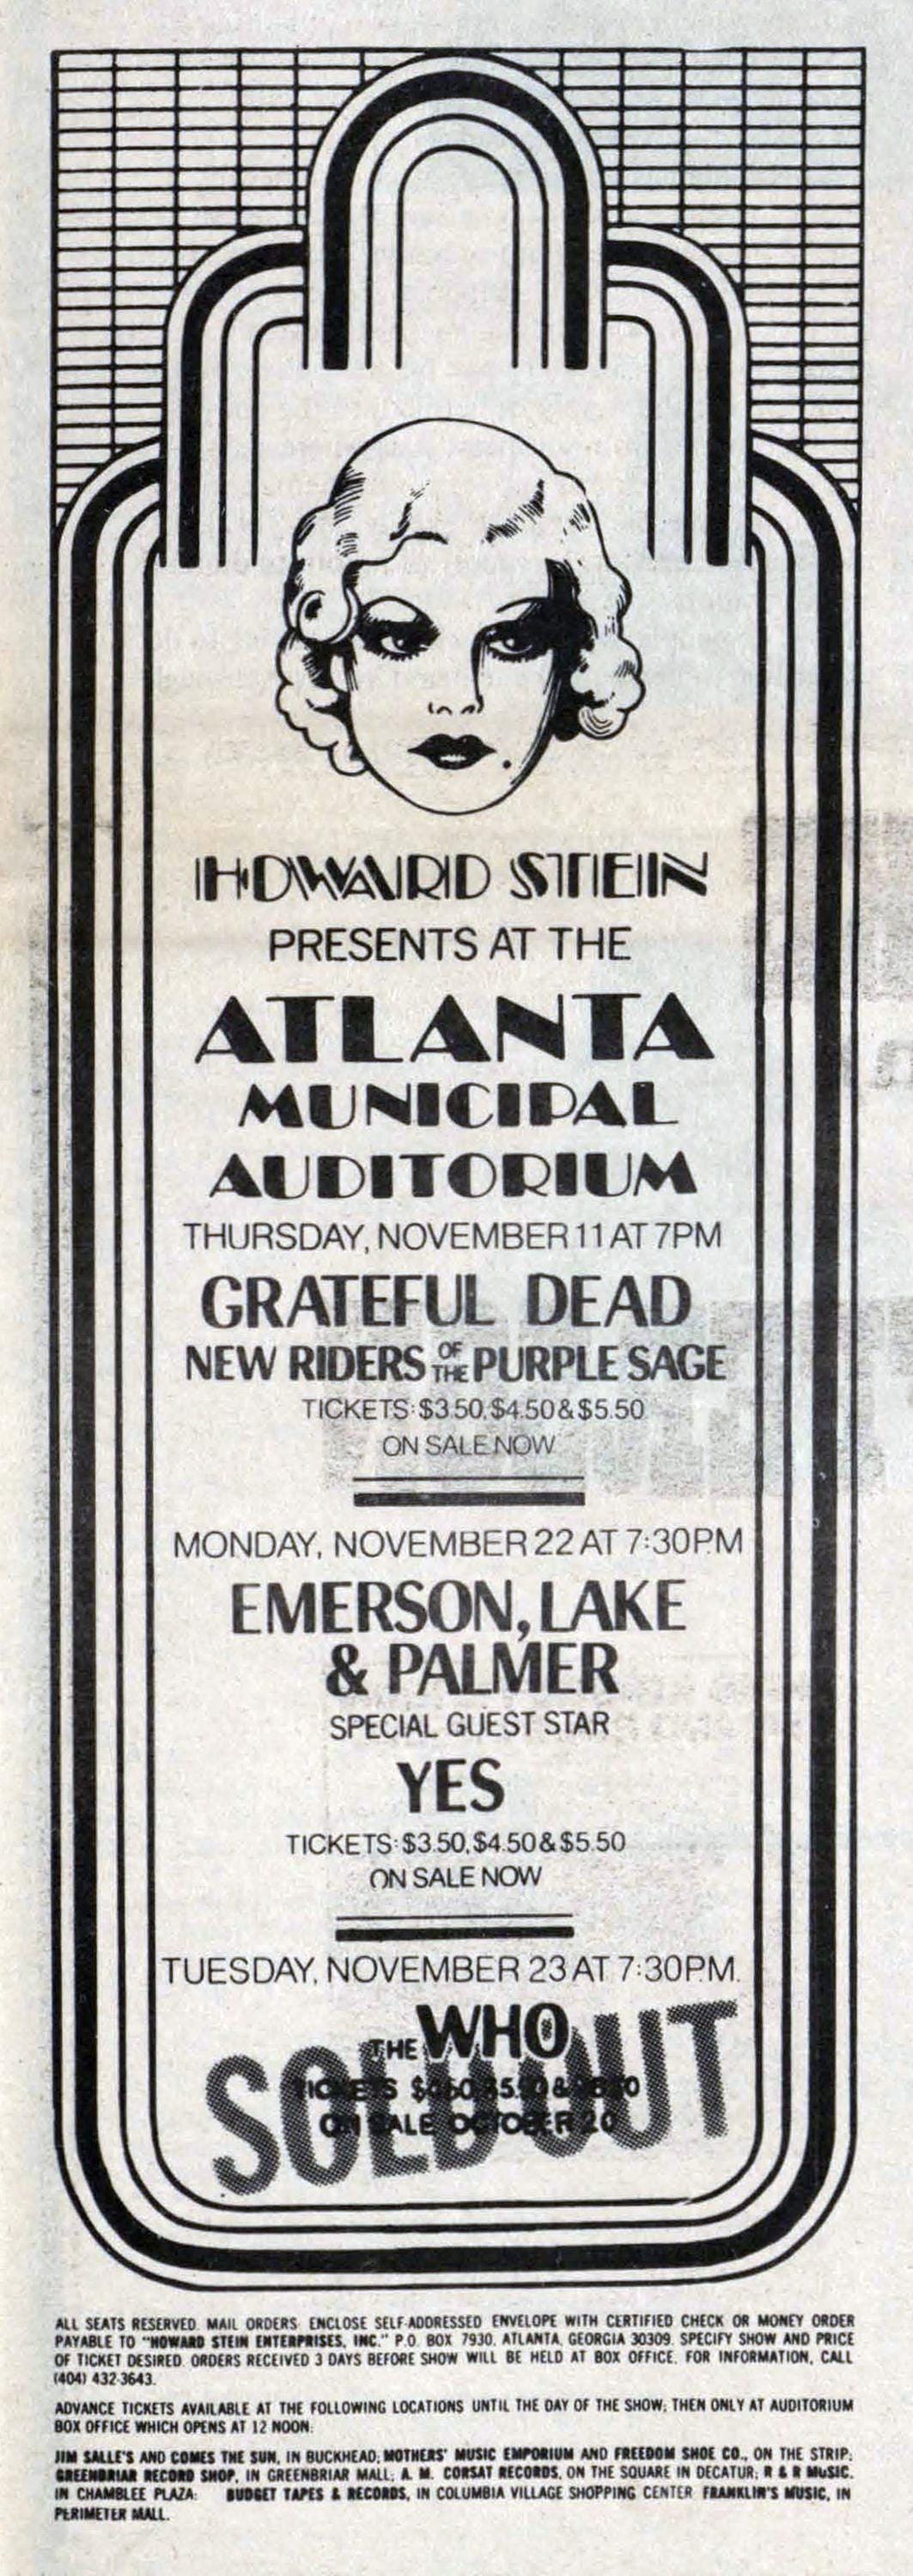 HOWARD STEIN
PRESENTS AT THE
ATLANTA
MUNICIPAL
AUDITORIUM
THURSDAY, NOVEMBER 11 AT 7PM
GRATEFUL DEAD
NEW RIDERS OF THE PURPLE SAGE
TICKETS: $3.50, $4.50 & $5.50
ON SALE NOW
MONDAY, NOVEMBER 22 AT 7:30 P.M
EMERSON, LAKE
& PALMER
SPECIAL GUEST STAR
YES
TICKETS: $3.50, $4.50 & $5.50
ON SALE NOW
TUESDAY, NOVEMBER 23 AT 7:30 P.M.
THE WHO
SOLD OUT
TICKETS
ON SALE OCTOBER 20
ALL SEATS RESERVED. MAIL ORDERS: ENCLOSE SELF-ADDRESSED ENVELOPE WITH CERTIFIED CHECK OR MONEY ORDER
PAYABLE TO "HOWARD STEIN ENTERPRISES, INC." P.O. BOX 7930, ATLANTA, GEORGIA 30309. SPECIFY SHOW AND PRICE
OF TICKET DESIRED. ORDERS RECEIVED 3 DAYS BEFORE SHOW WILL BE HELD AT BOX OFFICE. FOR INFORMATION, CALL
(404) 432-3643.
ADVANCE TICKETS AVAILABLE AT THE FOLLOWING LOCATIONS UNTIL THE DAY OF THE SHOW; THEN ONLY AT AUDITORIUM
BOX OFFICE WHICH OPENS AT 12 NOON:
JIM SALLE'S AND COMES THE SUN, IN BUCKHEAD; MOTHERS' MUSIC EMPORIUM AND FREEDOM SHOE CO., ON THE STRIP;
GREENBRIAR RECORD SHOP, IN GREENBRIAR MALL; A. M. CORSAT RECORDS, ON THE SQUARE IN DECATUR; R & R MUSIC,
IN CHAMBLEE PLAZA; BUDGET TAPES & RECORDS, IN COLUMBIA VILLAGE SHOPPING CENTER FRANKLIN'S MUSIC, IN
PERIMETER MALL.